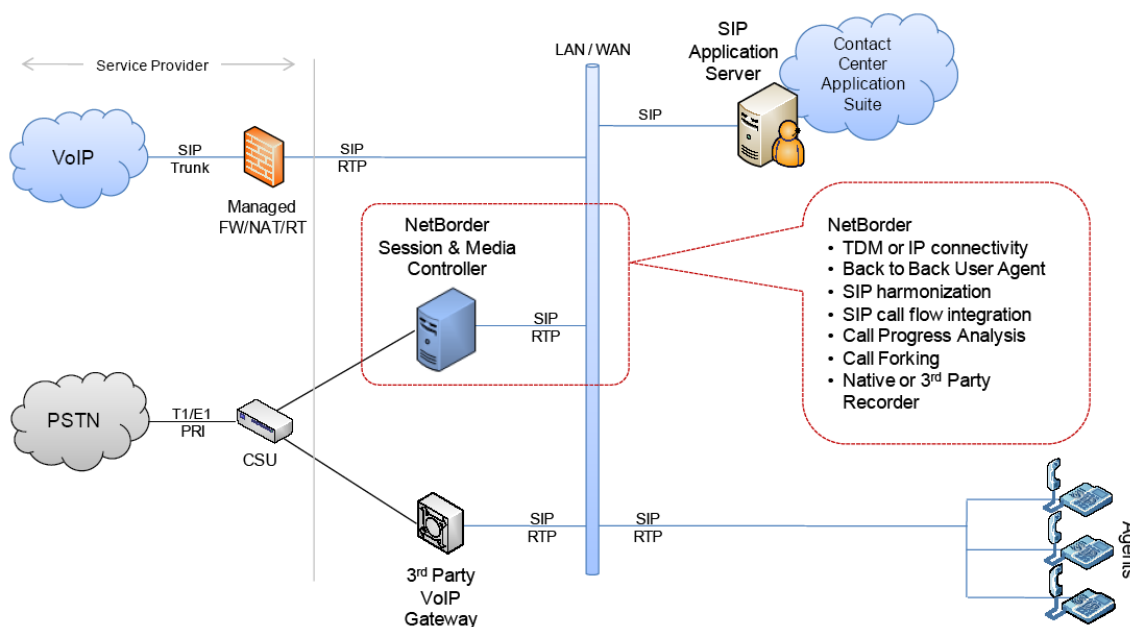 Service Provider
LAN / WAN
SIP
Application
Server
Contact
Center
Application
Suite
VoIP
SIP
Trunk
Managed
FW/NAT/RT
SIP
RTP
SIP
NetBorder
Session & Media
Controller
SIP
RTP
NetBorder
• TDM or IP connectivity
• Back to Back User Agent
• SIP harmonization
• SIP call flow integration
• Call Progress Analysis
• Call Forking
• Native or 3rd Party
Recorder
PSTN
T1/E1
PRI
CSU
3rd Party
VoIP
Gateway
SIP
RTP
SIP
RTP
Agents